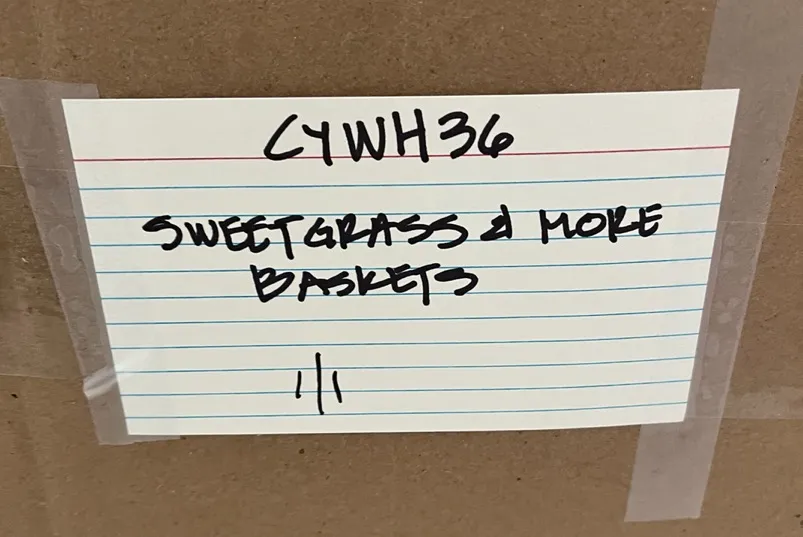 CYWH36
SWEETGRASS & MORE
BASKETS
1/1